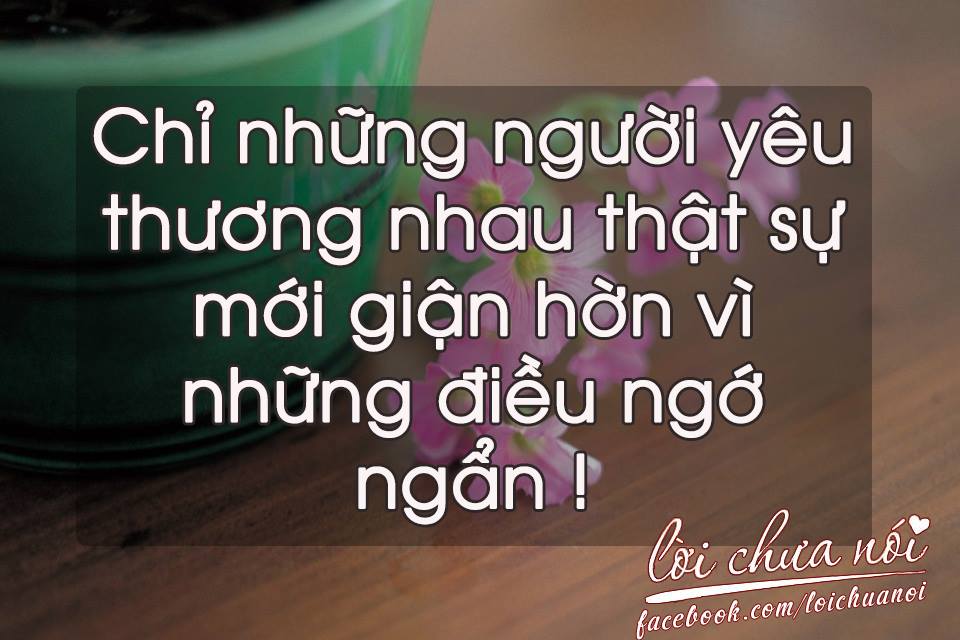 Chỉ những người yêu
thương nhau thật sự
mới giận hờn vì
những điều ngớ
ngẩn !
lời chưa nói
facebook.com/loichuanoi